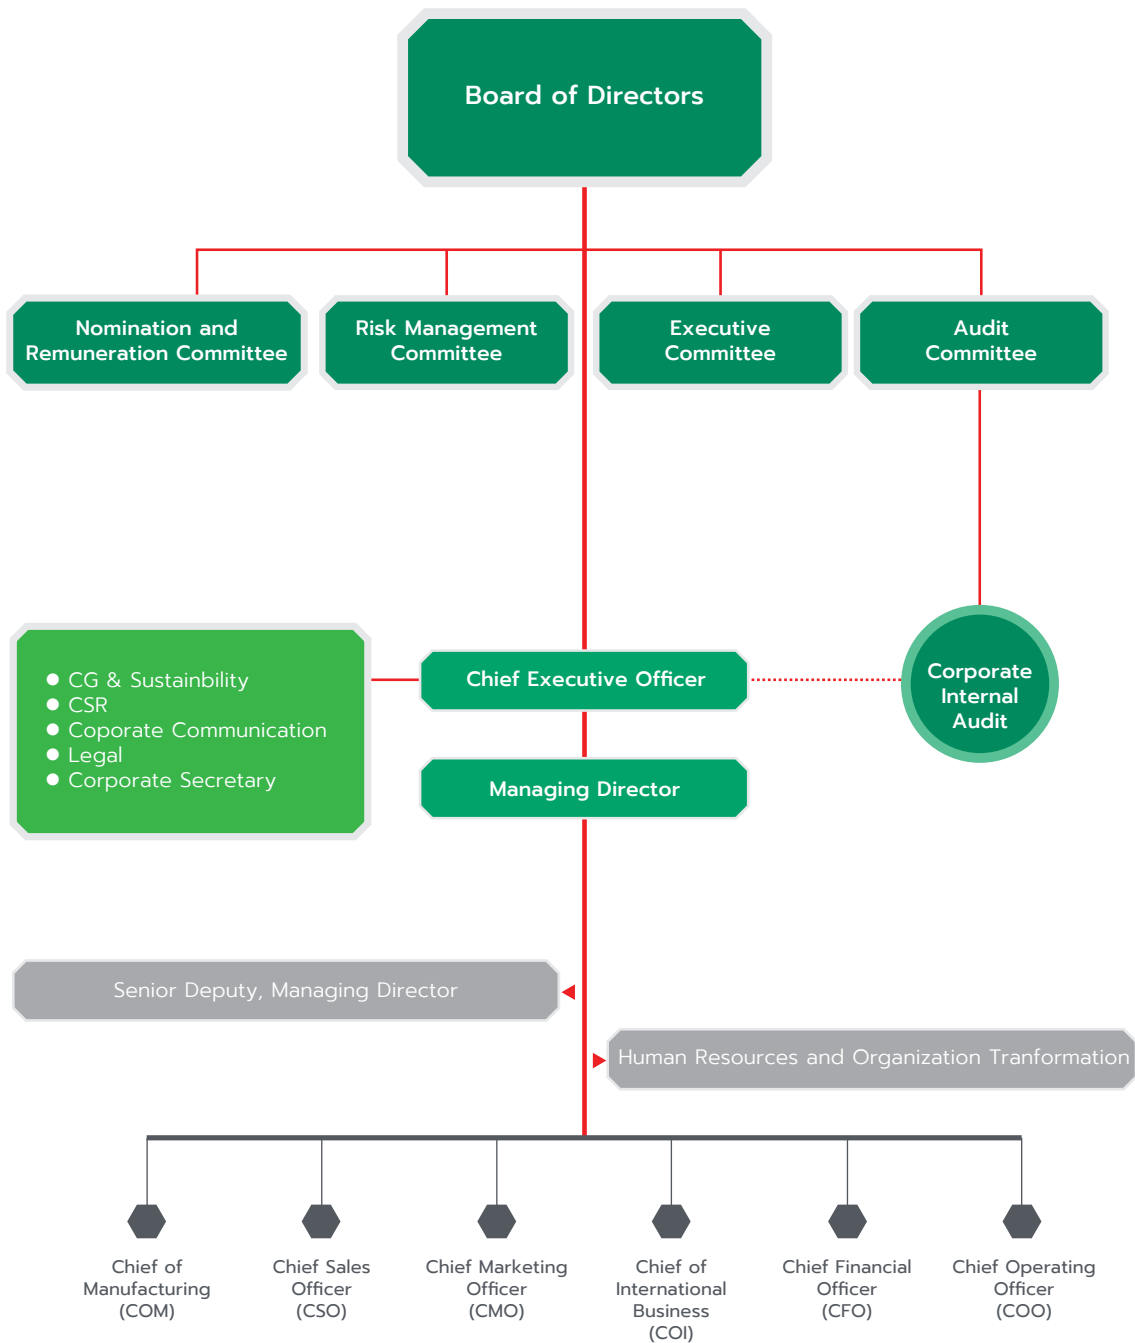 Board of Directors
Nomination and
Remuneration Committee
Risk Management
Committee
Executive
Committee
Audit
Committee
● CG & Sustainbility
● CSR
● Coporate Communication
● Legal
● Corporate Secretary
Chief Executive Officer
Corporate
Internal
Audit
Managing Director
Senior Deputy, Managing Director
Human Resources and Organization Tranformation
Chief of
Manufacturing
(COM)
Chief Sales
Officer
(CSO)
Chief Marketing
Officer
(CMO)
Chief of
International
Business
(COI)
Chief Financial
Officer
(CFO)
Chief Operating
Officer
(COO)